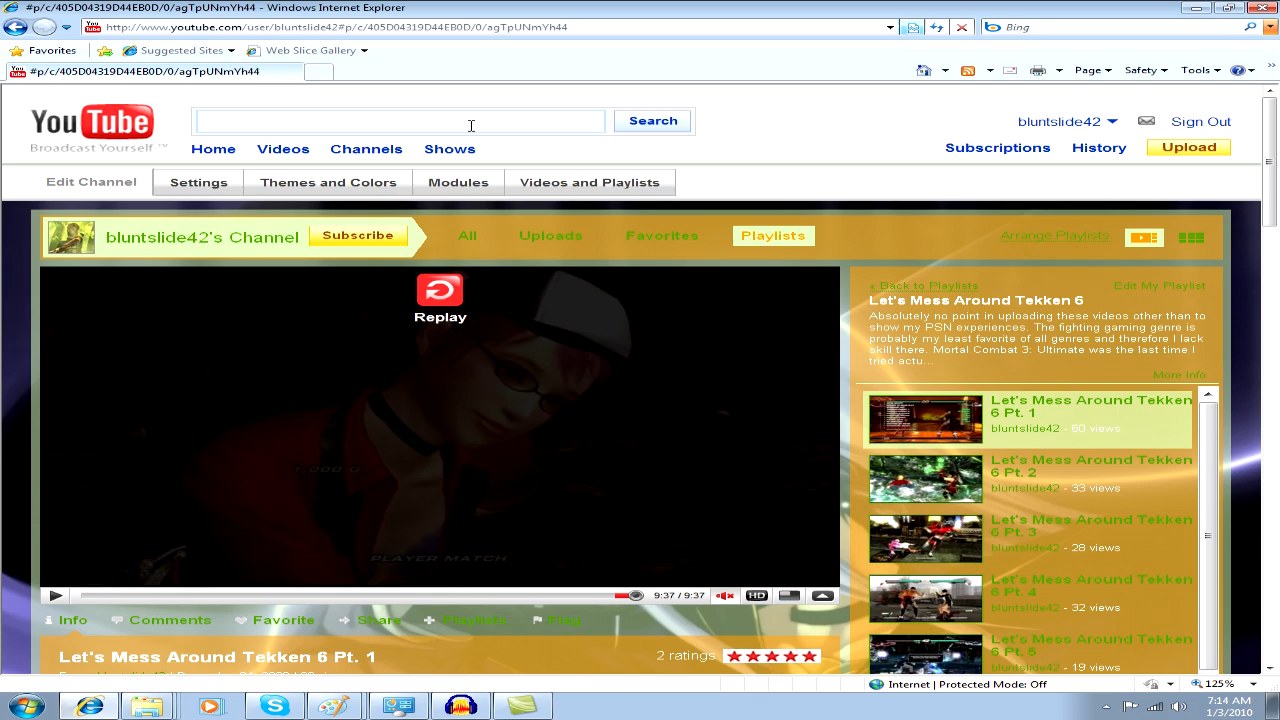 #p/c/405D04319D44EB0D/0/agTpUNmYh44 - Windows Internet Explorer
http://www.youtube.com/user/bluntslide42#p/c/405D04319D44EB0D/0/agTpUNmYh44
Bing
Favorites
Suggested Sites
Web Slice Gallery
#p/c/405D04319D44EB0D/0/agTpUNmYh44
Page
Safety
Tools
YouTube
Broadcast Yourself ™
Search
bluntslide42
Sign Out
Home
Videos
Channels
Shows
Subscriptions
History
Upload
Edit Channel
Settings
Themes and Colors
Modules
Videos and Playlists
bluntslide42's Channel
Subscribe
All
Uploads
Favorites
Playlists
Arrange Playlists
Replay
1,000 G
PLAYER MATCH
« Back to Playlists
Edit My Playlist
Let's Mess Around Tekken 6
Absolutely no point in uploading these videos other than to
show my PSN experiences. The fighting gaming genre is
probably my least favorite of all genres and therefore I lack
skill there. Mortal Combat 3: Ultimate was the last time I
tried actu...
More Info
Let's Mess Around Tekken
6 Pt. 1
bluntslide42 - 60 views
Let's Mess Around Tekken
6 Pt. 2
bluntslide42 - 33 views
Let's Mess Around Tekken
6 Pt. 3
bluntslide42 - 28 views
Let's Mess Around Tekken
6 Pt. 4
bluntslide42 - 32 views
Let's Mess Around Tekken
6 Pt. 5
bluntslide42 - 19 views
9:37 / 9:37
HD
Info
Favorite
Share
Playlists
Flag
Let's Mess Around Tekken 6 Pt. 1
2 ratings
Internet | Protected Mode: Off
125%
7:14 AM
1/3/2010